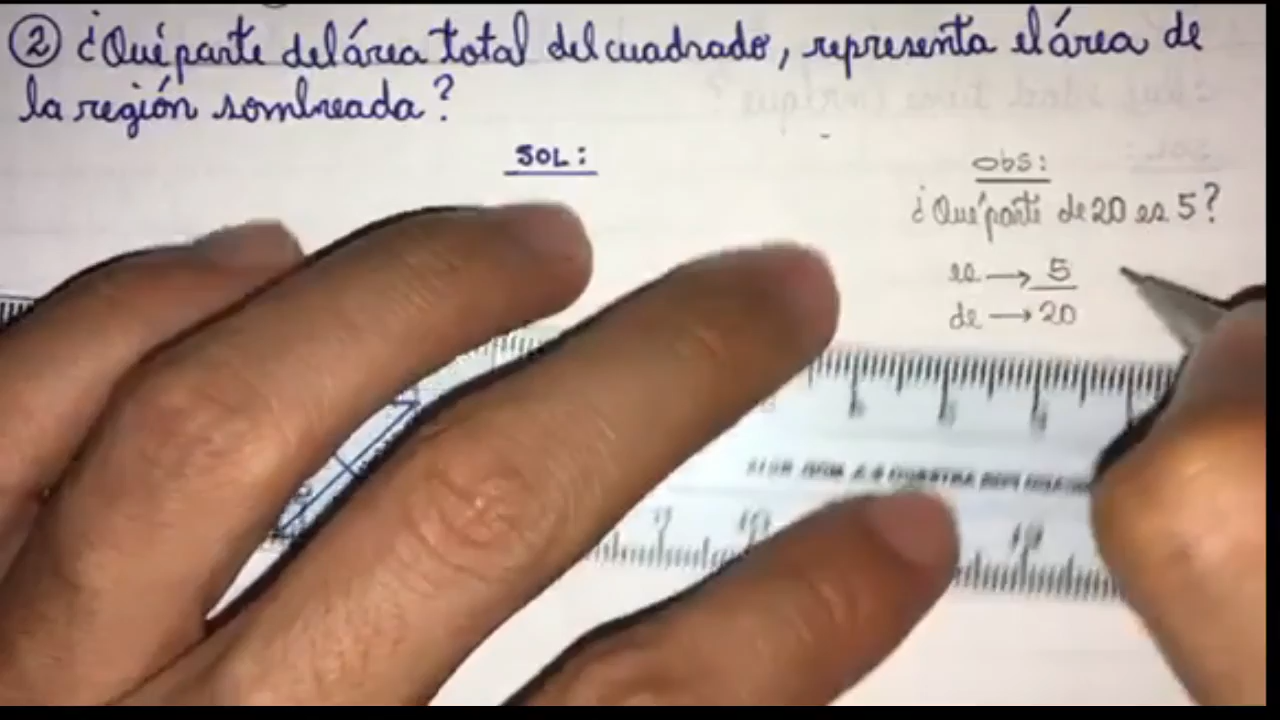 ② ¿Qué parte del área total del cuadrado, representa el área de
la región sombreada?
SOL:
Obs:
¿Qué parte de 20 es 5?
es → 5
de → 20